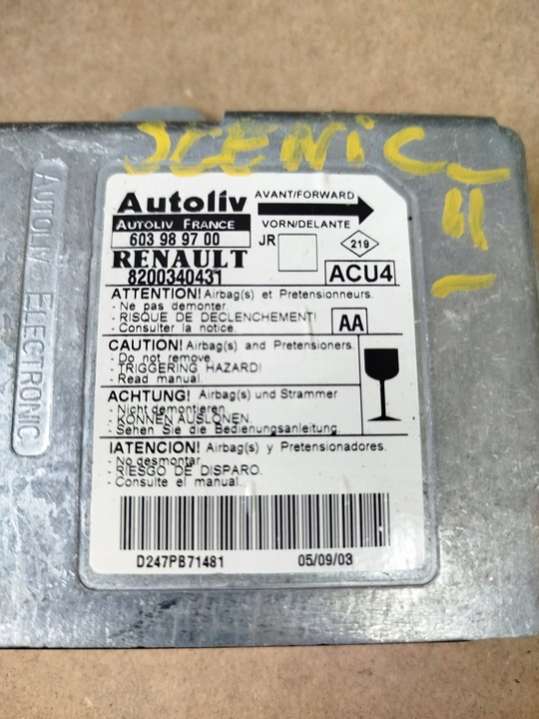 SCENIC
II
Autoliv
AVANT/FORWARD
AUTOLIV FRANCE
VORN/DELANTE
603 98 97 00
JR
219
RENAULT
8200340431
ACU4
ATTENTION! Airbag(s) et Pretensionneurs.
- Ne pas demonter.
- RISQUE DE DECLENCHEMENT!
- Consulter la notice.
AA
CAUTION! Airbag(s) and Pretensioners.
- Do not remove.
- TRIGGERING HAZARD!
- Read manual.
ACHTUNG! Airbag(s) und Strammer
- Nicht demontieren.
- KONNEN AUSLONEN.
- Sehen Sie die Bedienungsanleitung.
IATENCION! Airbag(s) y Pretensionadores.
- No desmontar.
- RIESGO DE DISPARO.
- Consulte el manual.
D247PB71481
05/09/03
AUTOLIV ELECTRONIC